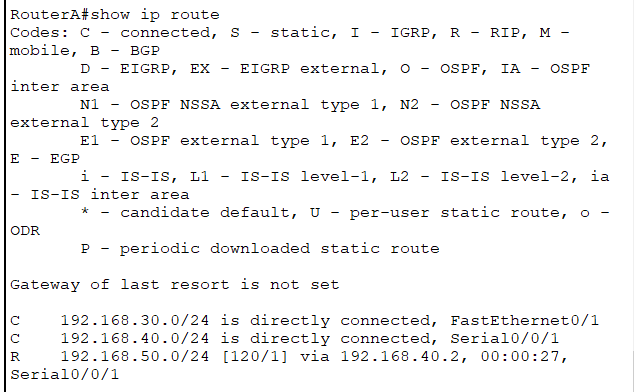 RouterA#show ip route
Codes: C - connected, S - static, I - IGRP, R - RIP, M -
mobile, B - BGP
       D - EIGRP, EX - EIGRP external, O - OSPF, IA - OSPF
inter area
       N1 - OSPF NSSA external type 1, N2 - OSPF NSSA
external type 2
       E1 - OSPF external type 1, E2 - OSPF external type 2,
E - EGP
       i - IS-IS, L1 - IS-IS level-1, L2 - IS-IS level-2, ia
- IS-IS inter area
       * - candidate default, U - per-user static route, o -
ODR
       P - periodic downloaded static route

Gateway of last resort is not set

C    192.168.30.0/24 is directly connected, FastEthernet0/1
C    192.168.40.0/24 is directly connected, Serial0/0/1
R    192.168.50.0/24 [120/1] via 192.168.40.2, 00:00:27,
Serial0/0/1